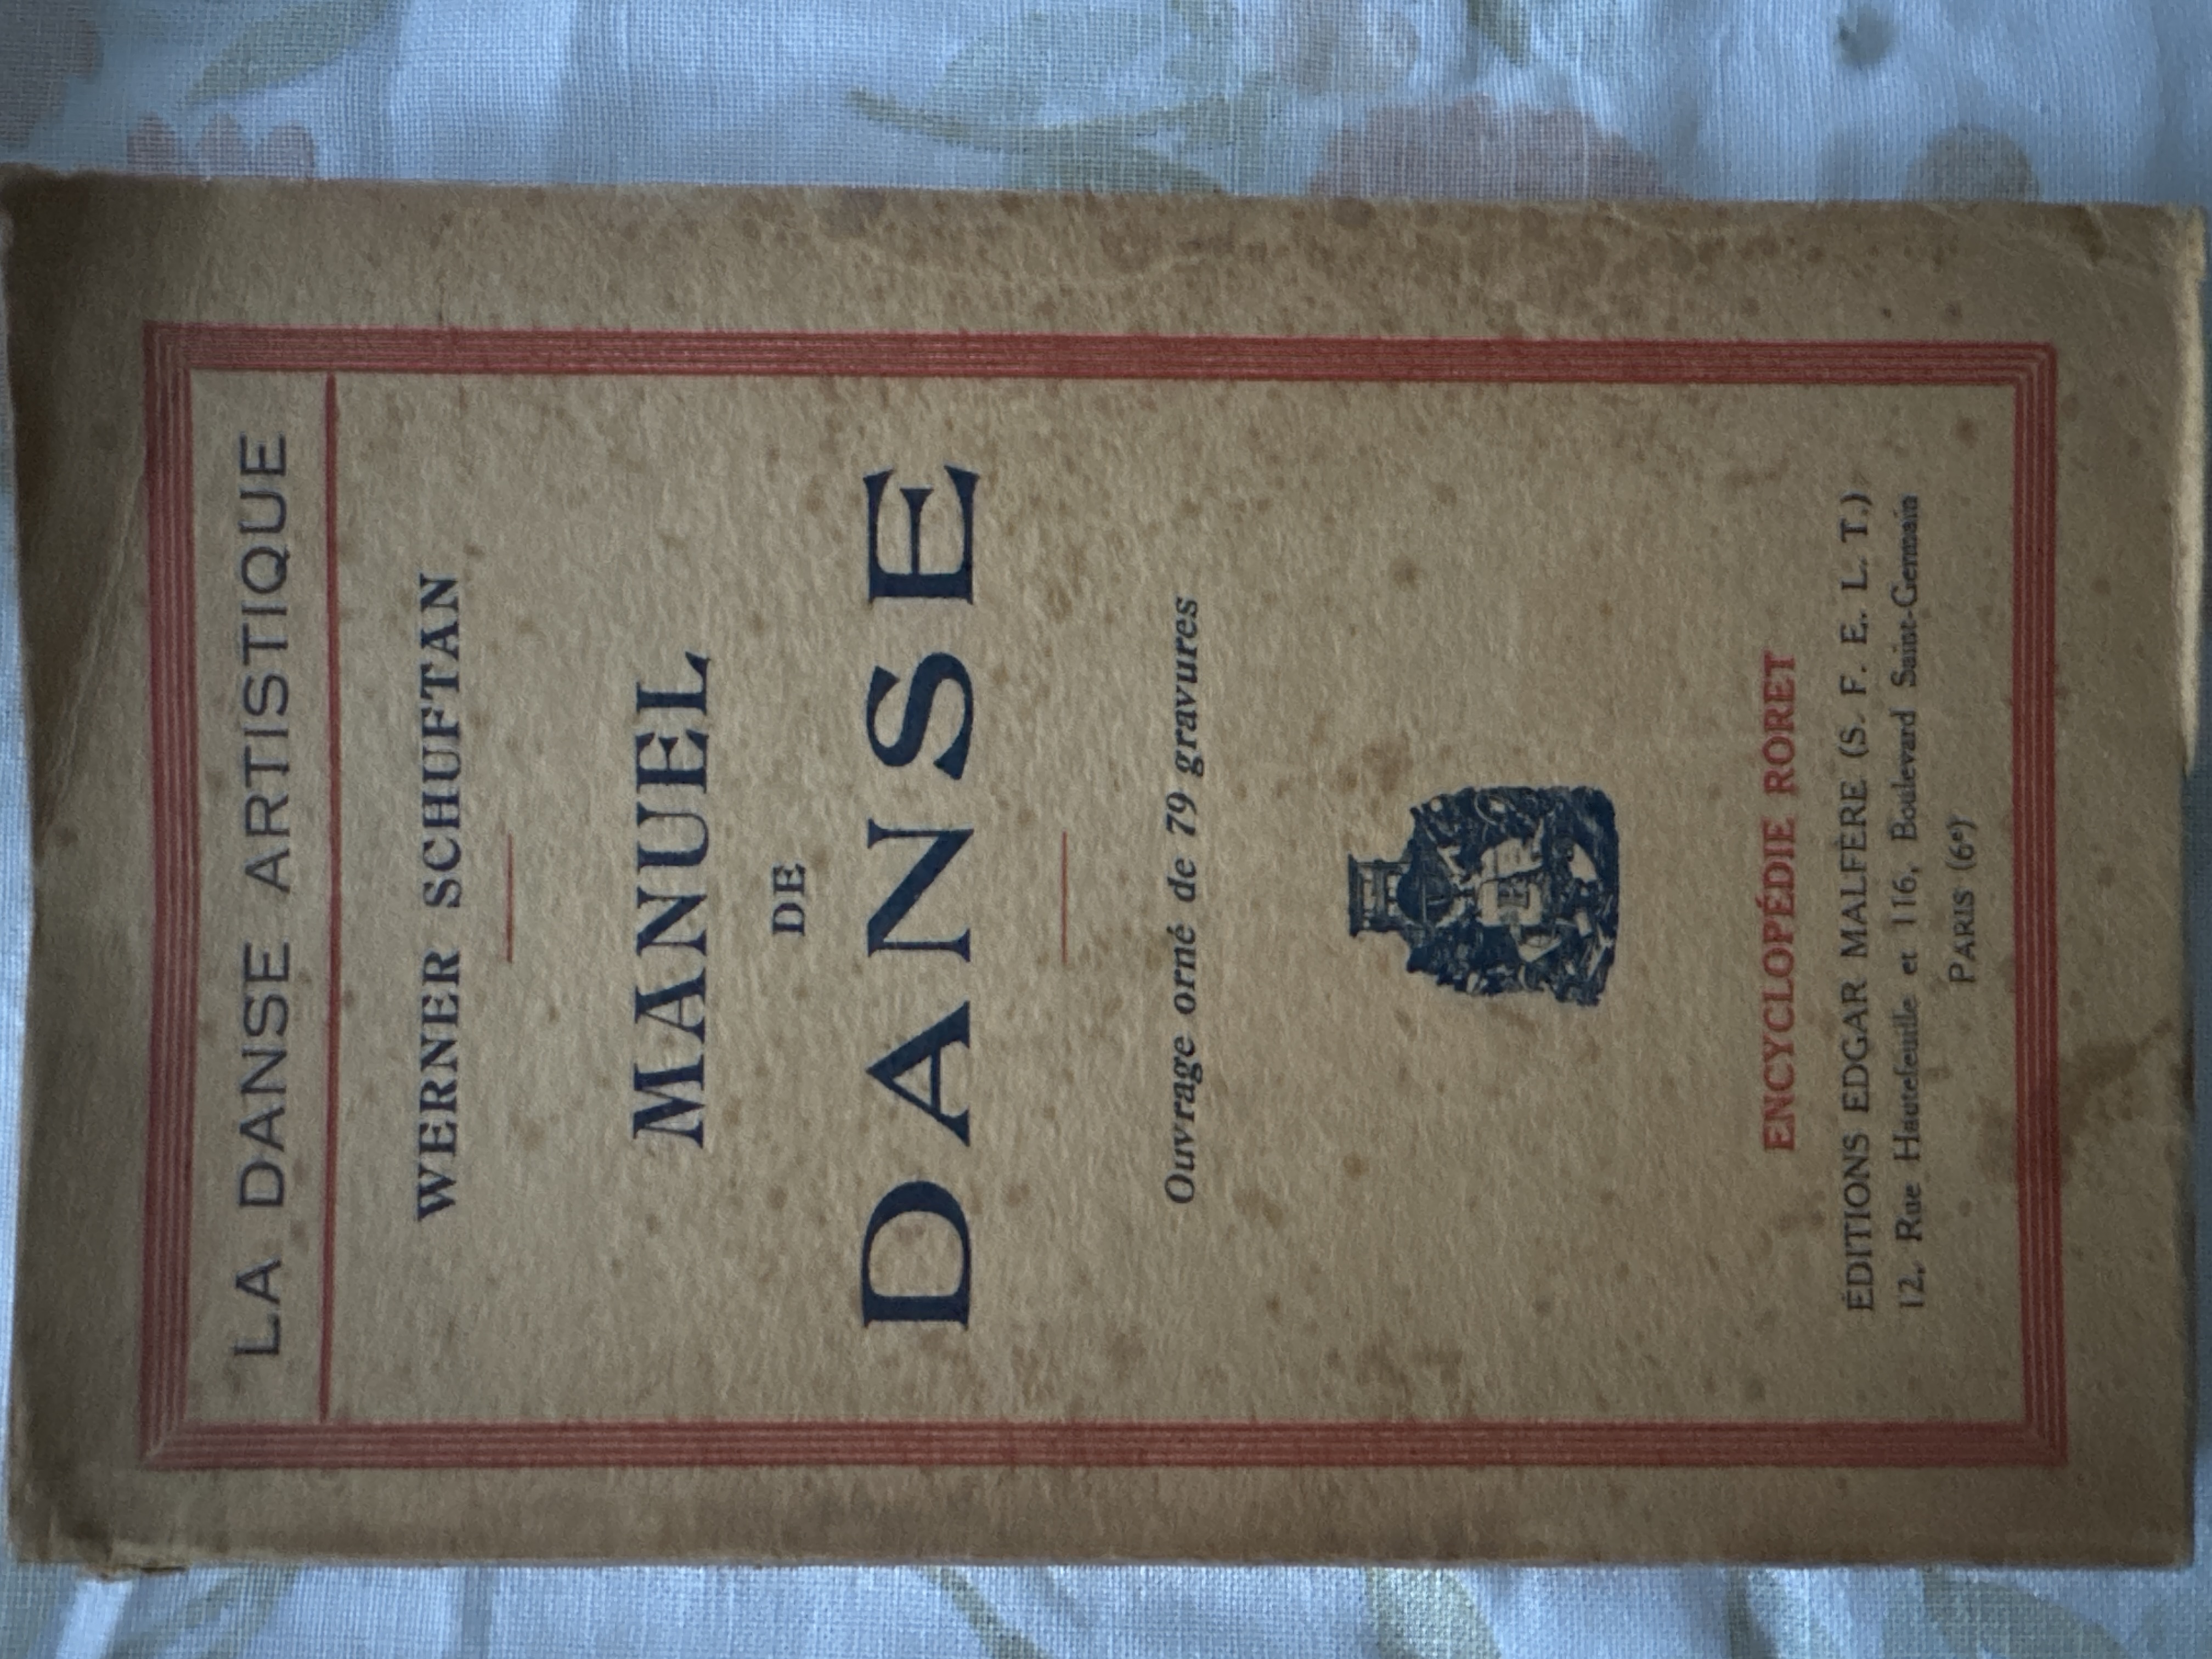 LA DANSE ARTISTIQUE
WERNER SCHUFTAN
MANUEL
DE
DANSE
Ouvrage orné de 79 gravures
ENCYCLOPÉDIE RORET
ÉDITIONS EDGAR MALFÈRE (S. F. E. L. T.)
12, Rue Hautefeuille et 116, Boulevard Saint-Germain
PARIS (6ᵉ)